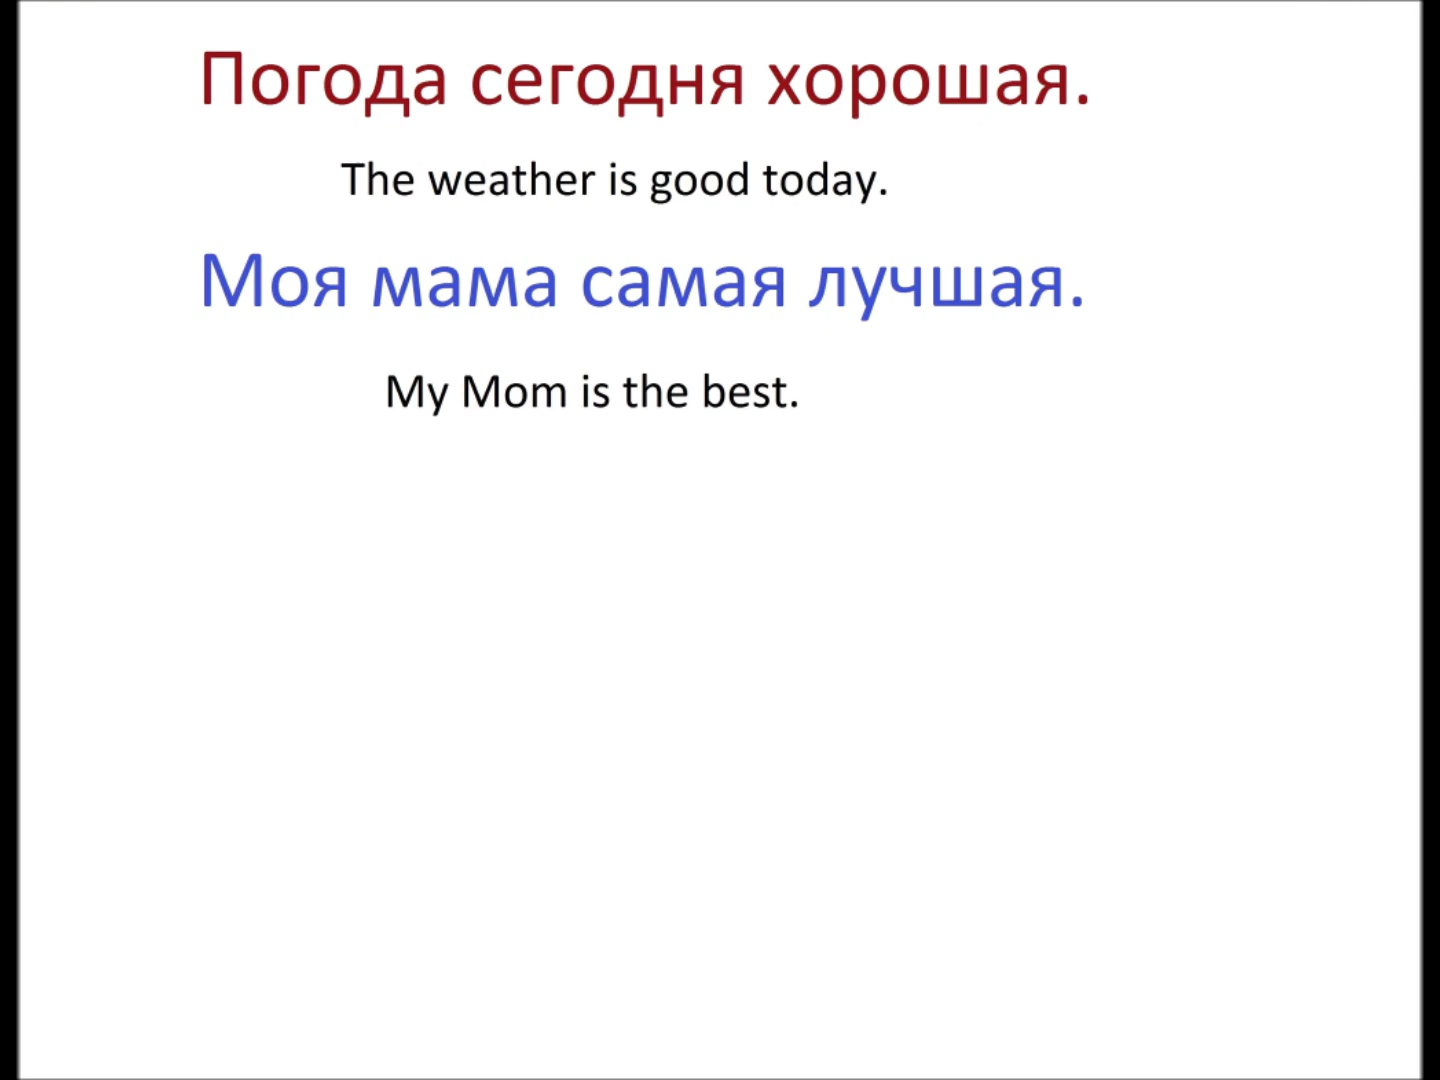 Погода сегодня хорошая.
The weather is good today.
Моя мама самая лучшая.
My Mom is the best.